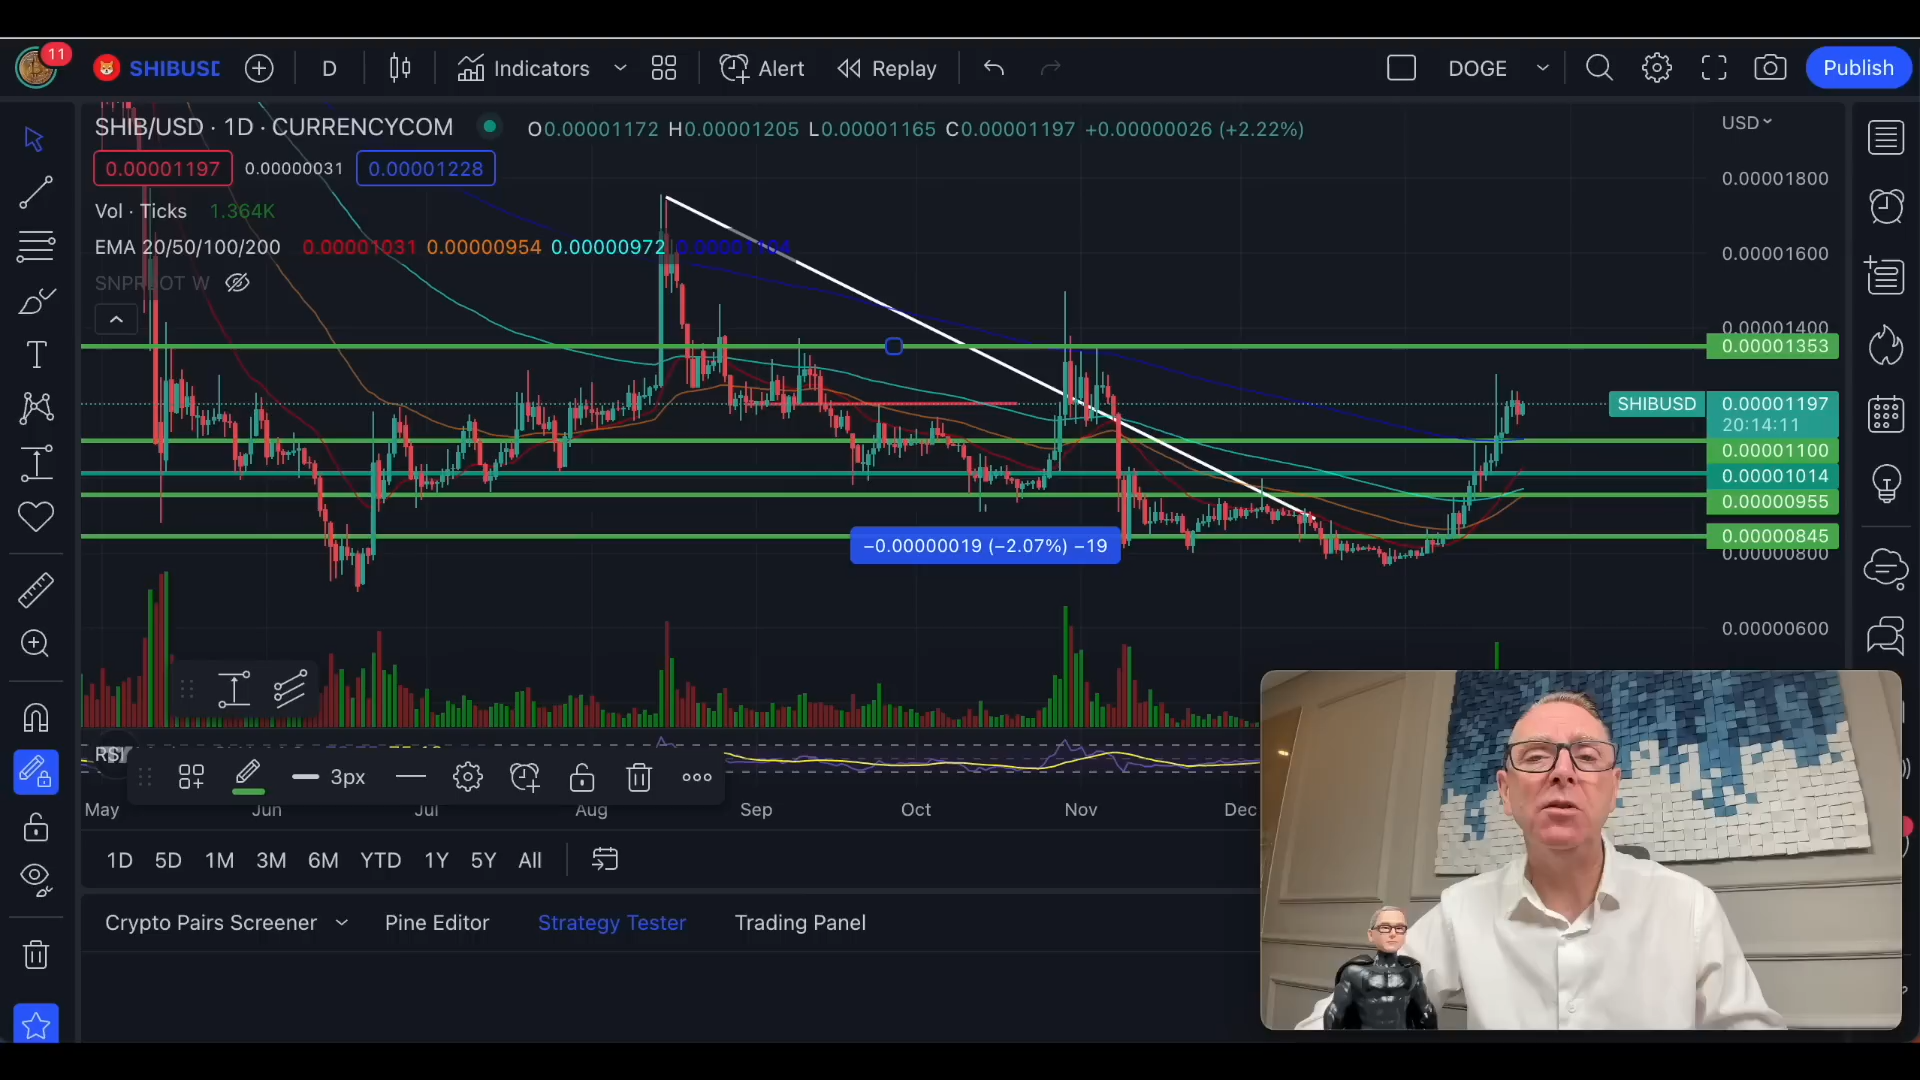 11
SHIBUSD
D
Indicators
Alert
Replay
DOGE
Publish
SHIB/USD · 1D · CURRENCYCOM
O0.00001172 H0.00001205 L0.00001165 C0.00001197 +0.00000026 (+2.22%)
USD
0.00001197 0.00000031 0.00001228
Vol · Ticks 1.364K
EMA 20/50/100/200 0.00001031 0.00000954 0.00000972 0.00001104
0.00001800
0.00001600
0.00001400
0.00001353
SHIBUSD 0.00001197
20:14:11
0.00001100
0.00001014
0.00000955
0.00000845
0.00000800
0.00000600
−0.00000019 (−2.07%) −19
RSI
3px
May Jun Jul Aug Sep Oct Nov Dec
1D 5D 1M 3M 6M YTD 1Y 5Y All
Crypto Pairs Screener Pine Editor Strategy Tester Trading Panel